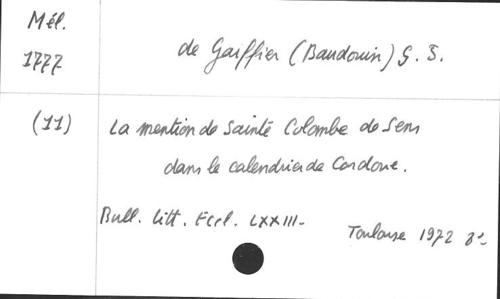 Mél.
1777
de Gaiffier (Baudouin) S. J.
(11)
La mention de Sainte Colombe de Sens
dans le calendrier de Cordoue.
Bull. Litt. Eccl. LXXIII-
Toulouse 1972 8°